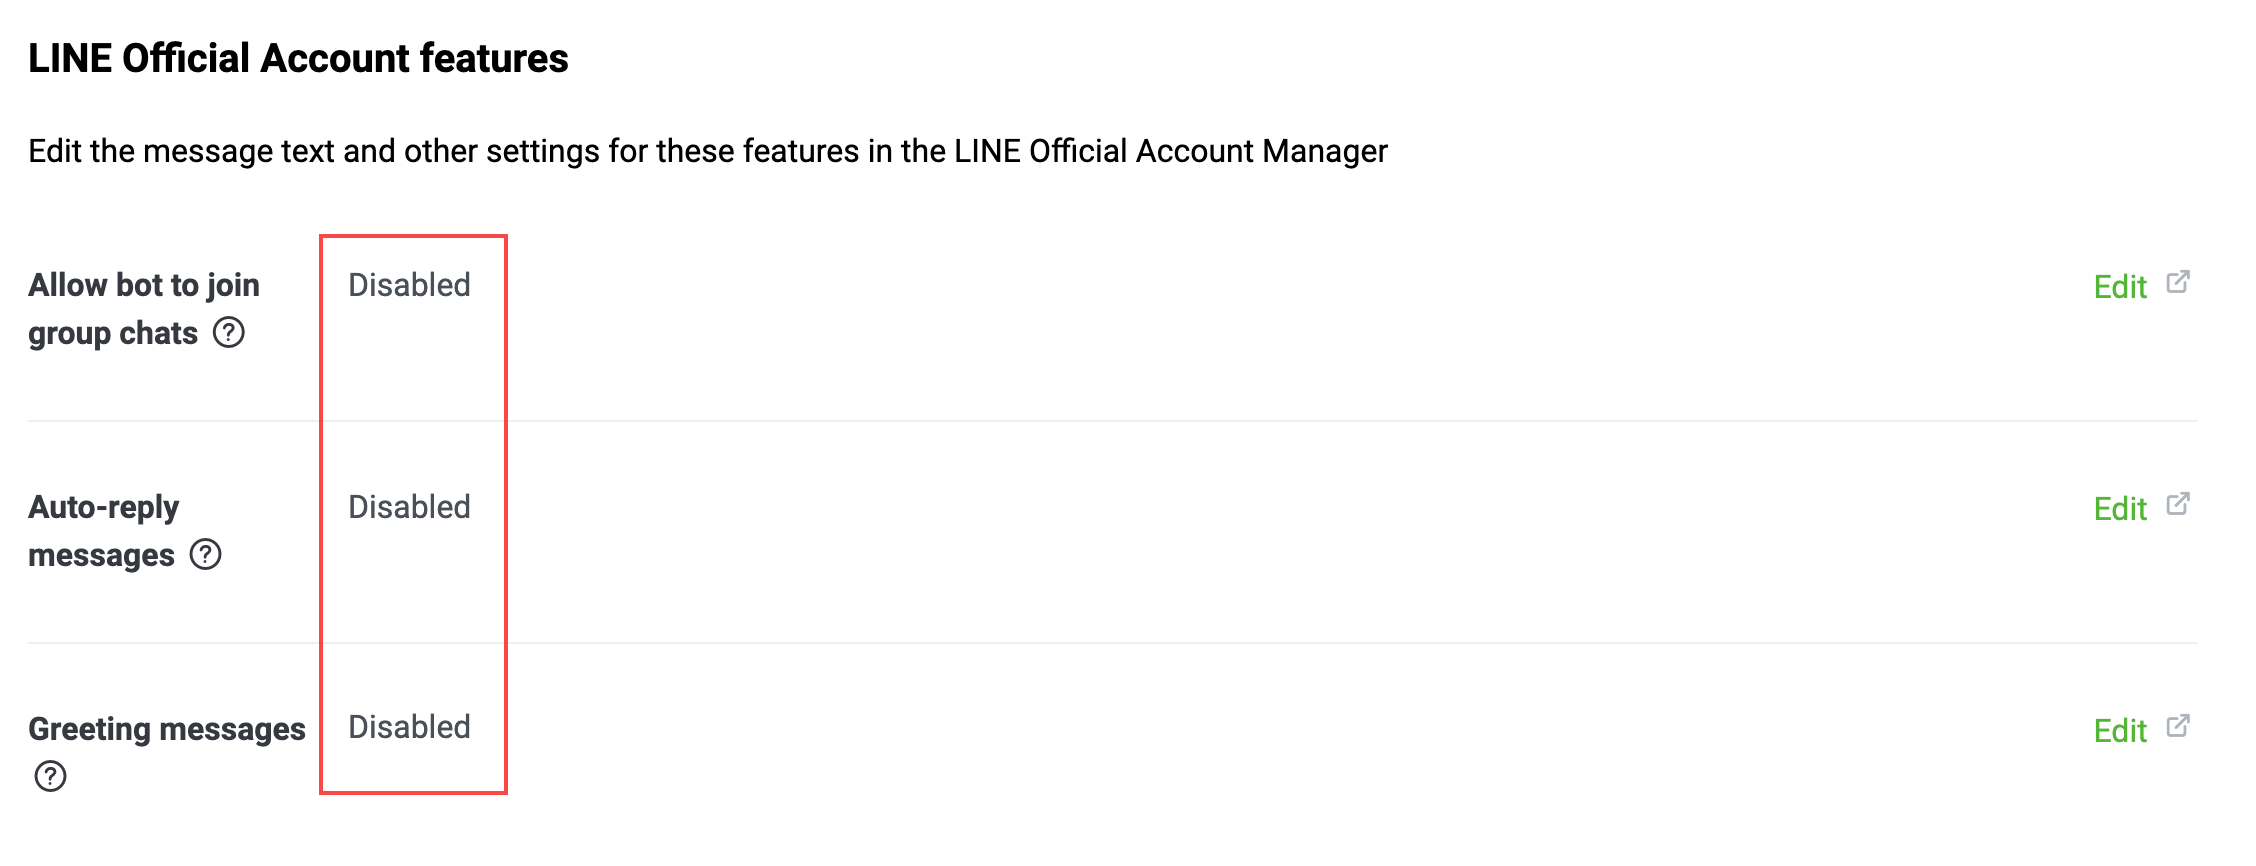 LINE Official Account features
Edit the message text and other settings for these features in the LINE Official Account Manager
Allow bot to join
group chats
Disabled
Edit
Auto-reply
messages
Disabled
Edit
Greeting messages
Disabled
Edit